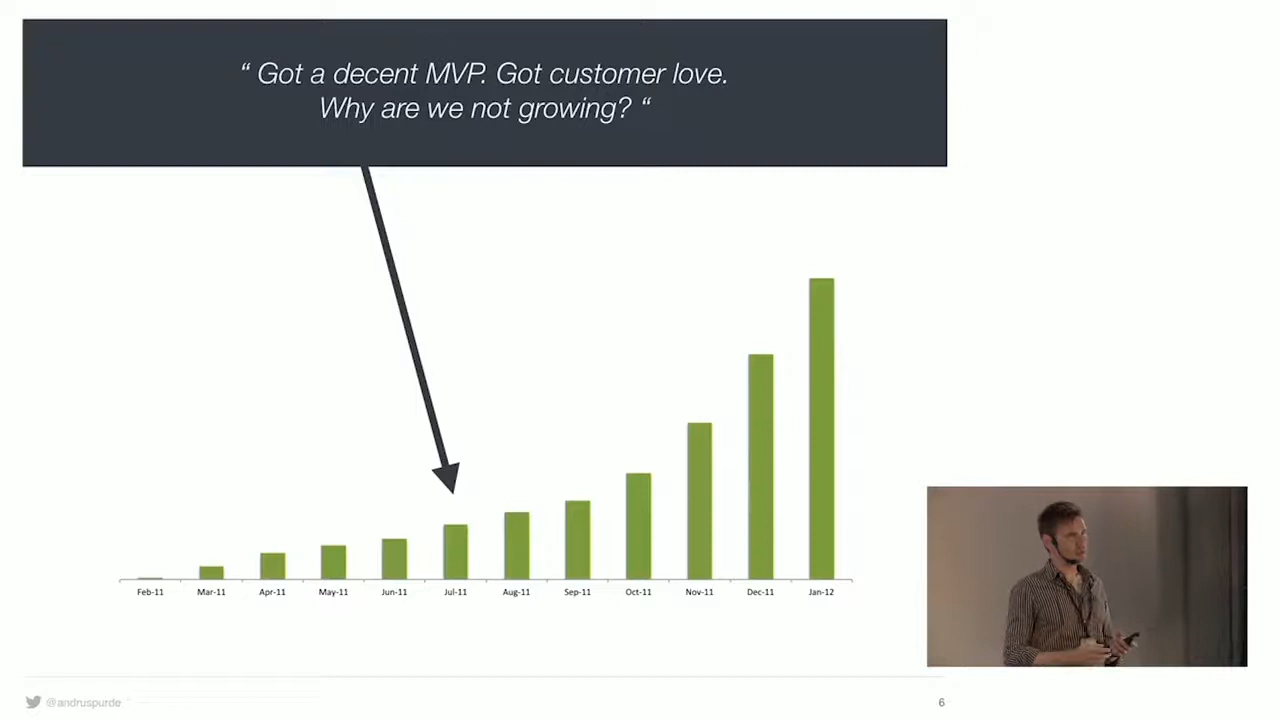 “ Got a decent MVP. Got customer love.
Why are we not growing? “
Feb-11 Mar-11 Apr-11 May-11 Jun-11 Jul-11 Aug-11 Sep-11 Oct-11 Nov-11 Dec-11 Jan-12
@andruspurde
6